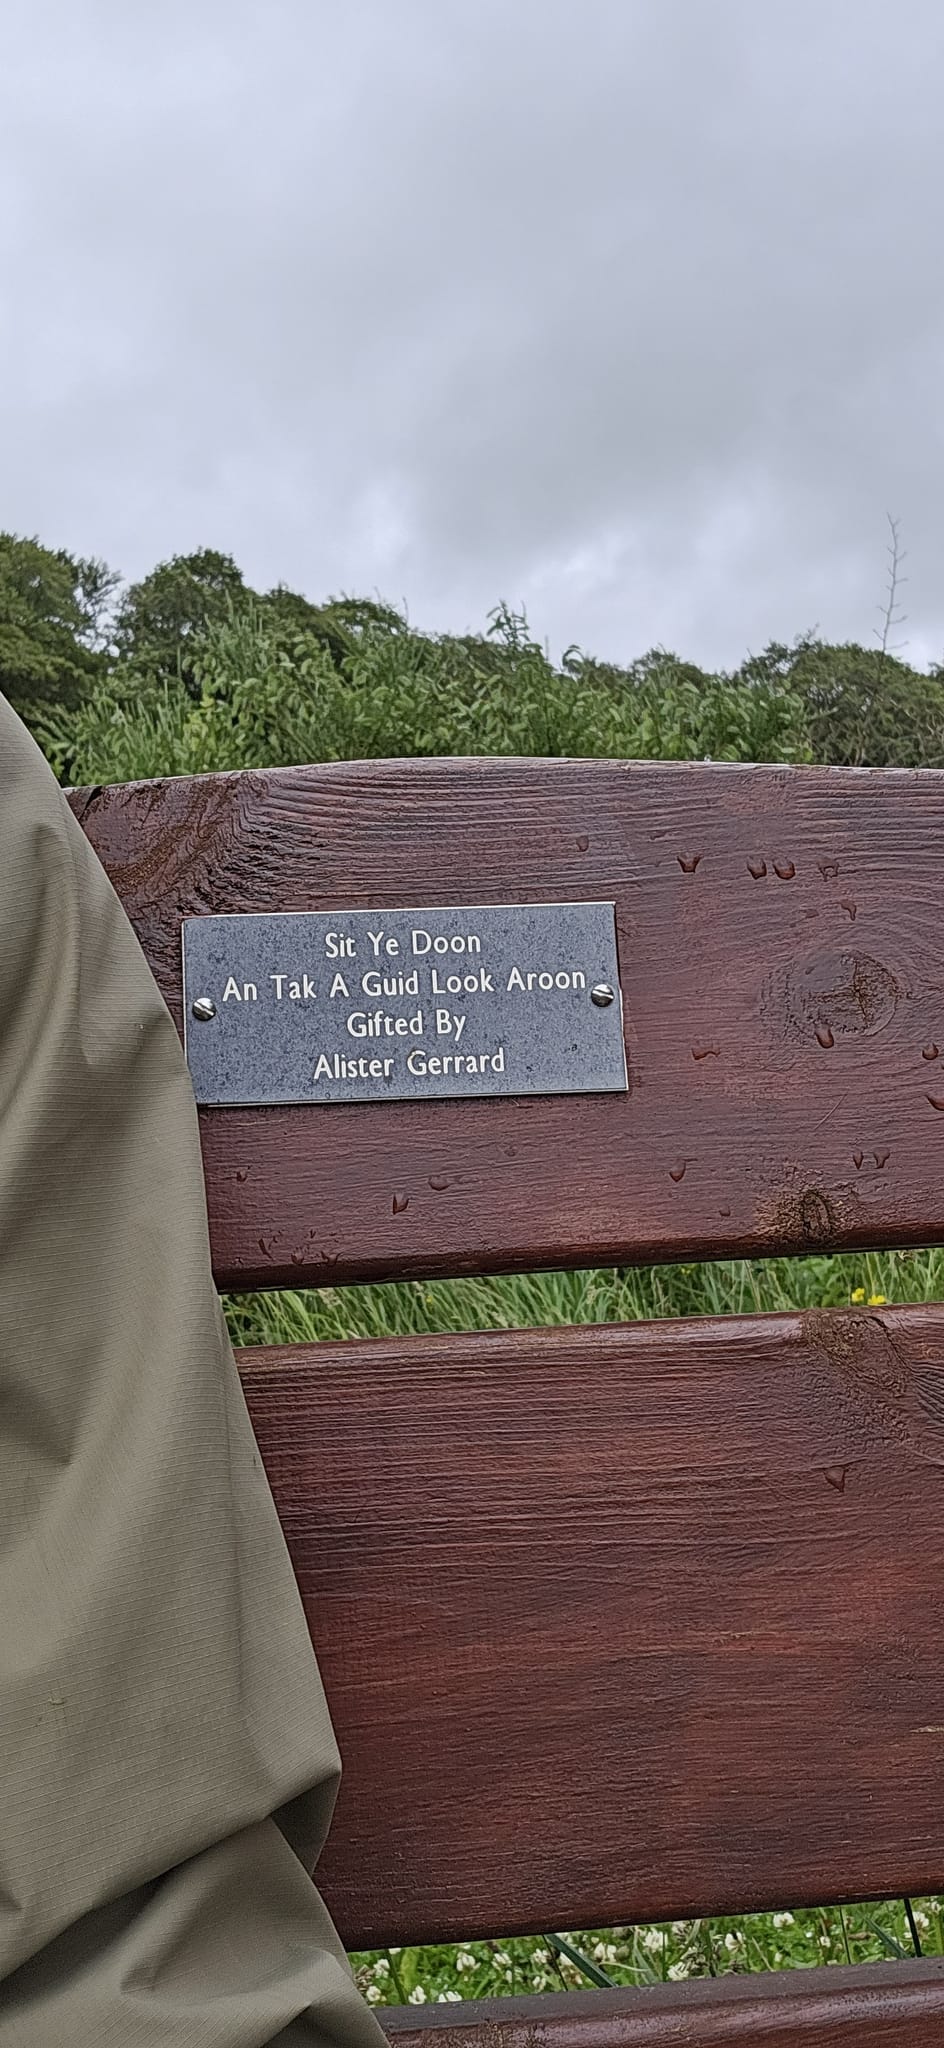 Sit Ye Doon
An Tak A Guid Look Aroon
Gifted By
Alister Gerrard